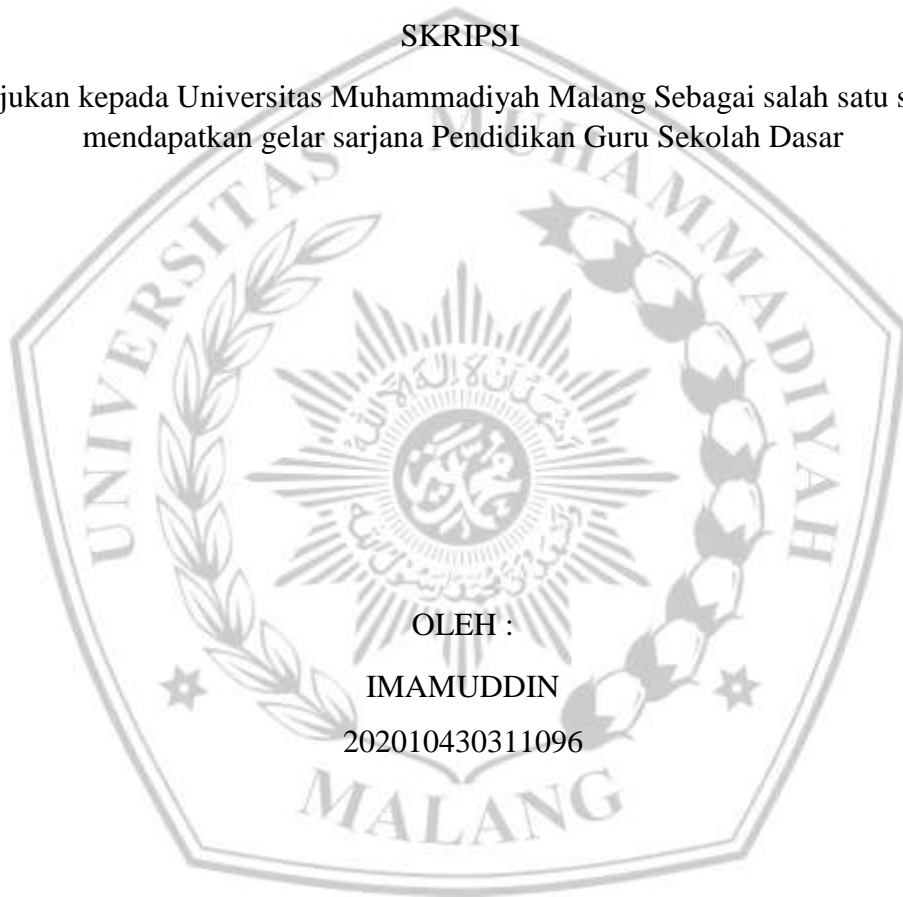 SKRIPSI
jukan kepada Universitas Muhammadiyah Malang Sebagai salah satu s
mendapatkan gelar sarjana Pendidikan Guru Sekolah Dasar
UNIVERSITAS MUHAMMADIYAH
OLEH :
IMAMUDDIN
202010430311096
MALANG